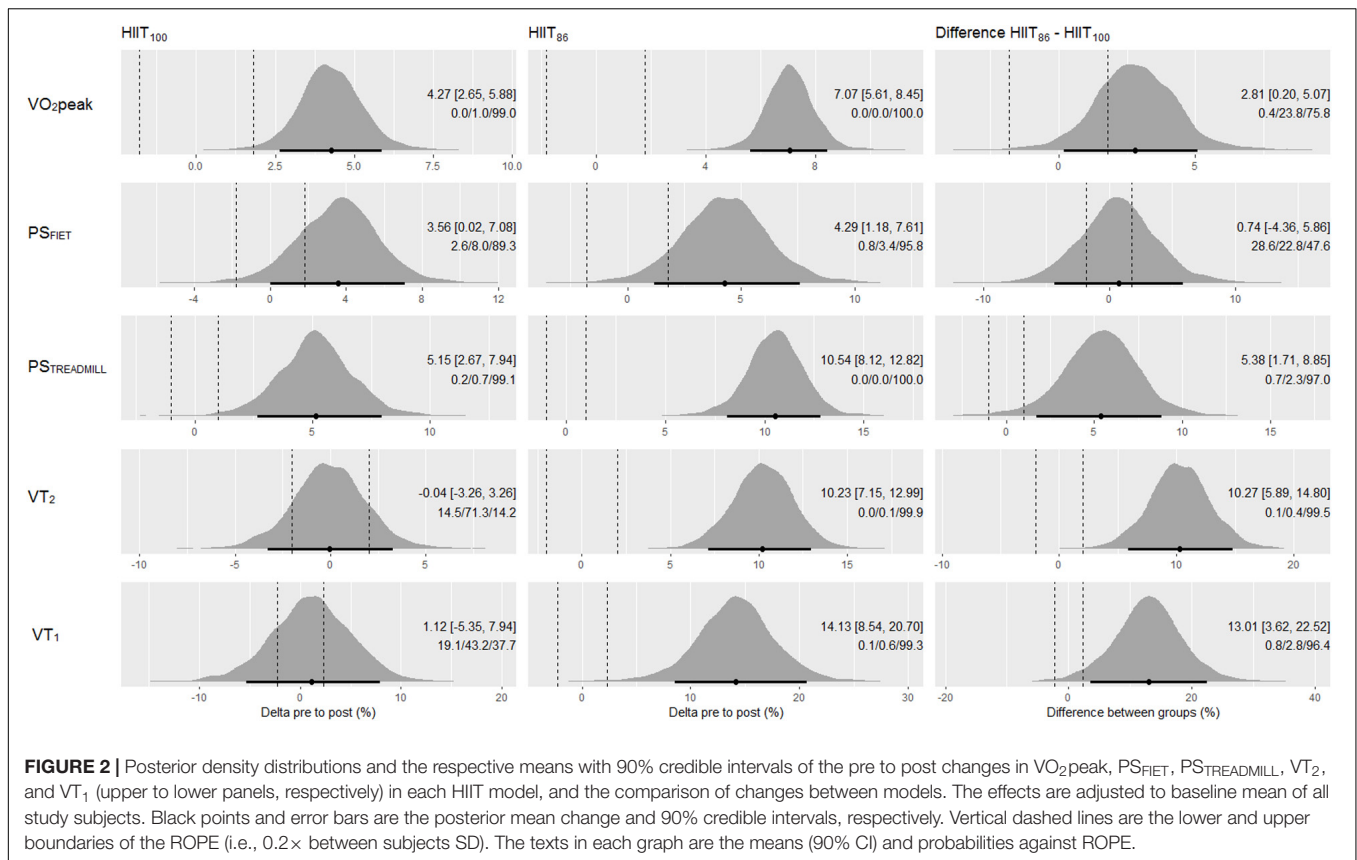 HIIT100 HIIT86 Difference HIIT86 - HIIT100
VO2peak
4.27 [2.65, 5.88]
0.0/1.0/99.0
0.0 2.5 5.0 7.5 10.0
7.07 [5.61, 8.45]
0.0/0.0/100.0
0 4 8
2.81 [0.20, 5.07]
0.4/23.8/75.8
0 5
PSFIET
3.56 [0.02, 7.08]
2.6/8.0/89.3
-4 0 4 8 12
4.29 [1.18, 7.61]
0.8/3.4/95.8
0 5 10
0.74 [-4.36, 5.86]
28.6/22.8/47.6
-10 0 10
PSTREADMILL
5.15 [2.67, 7.94]
0.2/0.7/99.1
0 5 10
10.54 [8.12, 12.82]
0.0/0.0/100.0
0 5 10 15
5.38 [1.71, 8.85]
0.7/2.3/97.0
0 5 10 15
VT2
-0.04 [-3.26, 3.26]
14.5/71.3/14.2
-10 -5 0 5
10.23 [7.15, 12.99]
0.0/0.1/99.9
0 5 10 15
10.27 [5.89, 14.80]
0.1/0.4/99.5
0 10 20
VT1
1.12 [-5.35, 7.94]
19.1/43.2/37.7
-10 0 10 20
Delta pre to post (%)
14.13 [8.54, 20.70]
0.1/0.6/99.3
0 10 20 30
Delta pre to post (%)
13.01 [3.62, 22.52]
0.8/2.8/96.4
-20 0 20 40
Difference between groups (%)
FIGURE 2 | Posterior density distributions and the respective means with 90% credible intervals of the pre to post changes in VO2peak, PSFIET, PSTREADMILL, VT2,
and VT1 (upper to lower panels, respectively) in each HIIT model, and the comparison of changes between models. The effects are adjusted to baseline mean of all
study subjects. Black points and error bars are the posterior mean change and 90% credible intervals, respectively. Vertical dashed lines are the lower and upper
boundaries of the ROPE (i.e., 0.2× between subjects SD). The texts in each graph are the means (90% CI) and probabilities against ROPE.